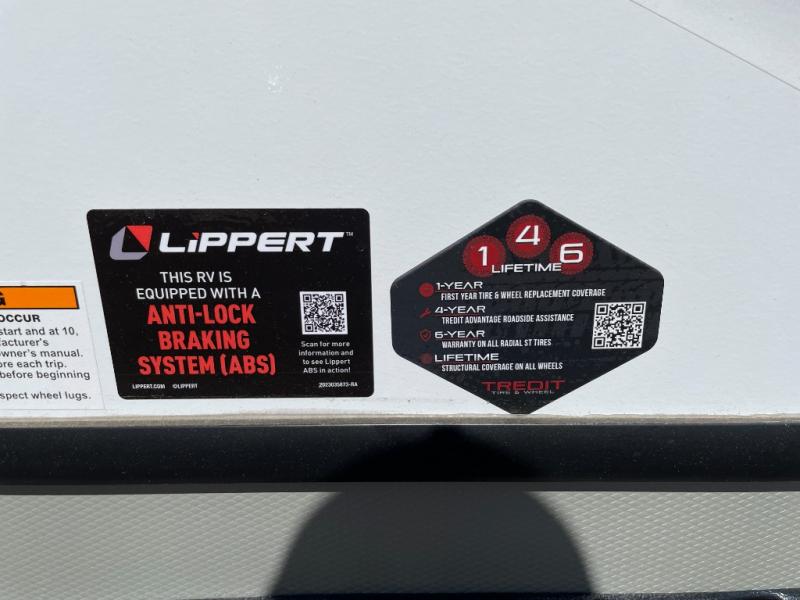 G
OCCUR
start and at 10,
facturer's
owner's manual.
ore each trip.
before beginning
spect wheel lugs.
LIPPERT™
THIS RV IS
EQUIPPED WITH A
ANTI-LOCK
BRAKING
SYSTEM (ABS)
Scan for more
information and
to see Lippert
ABS in action!
LIPPERT.COM ©LIPPERT
1 4 6
LIFETIME
1-YEAR
FIRST YEAR TIRE & WHEEL REPLACEMENT COVERAGE
4-YEAR
TREDIT ADVANTAGE ROADSIDE ASSISTANCE
6-YEAR
WARRANTY ON ALL RADIAL ST TIRES
LIFETIME
STRUCTURAL COVERAGE ON ALL WHEELS
TREDIT
TIRE & WHEEL